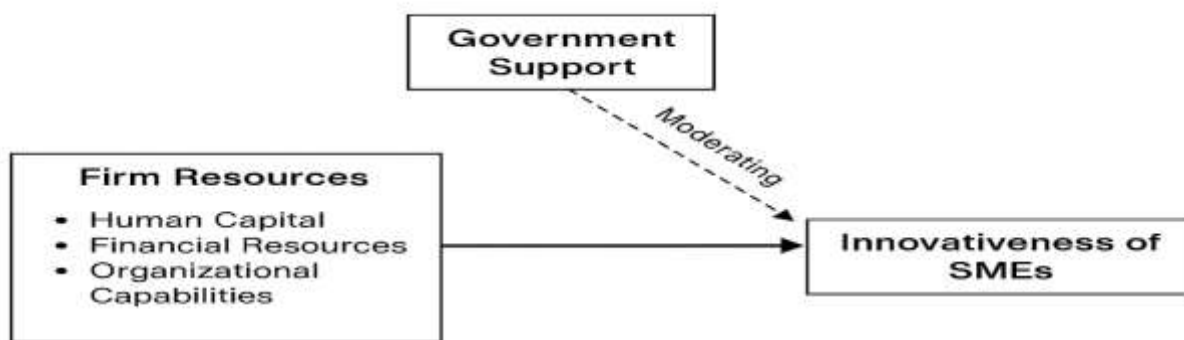 Government
Support
Moderating
Firm Resources
• Human Capital
• Financial Resources
• Organizational
Capabilities
Innovativeness of
SMEs